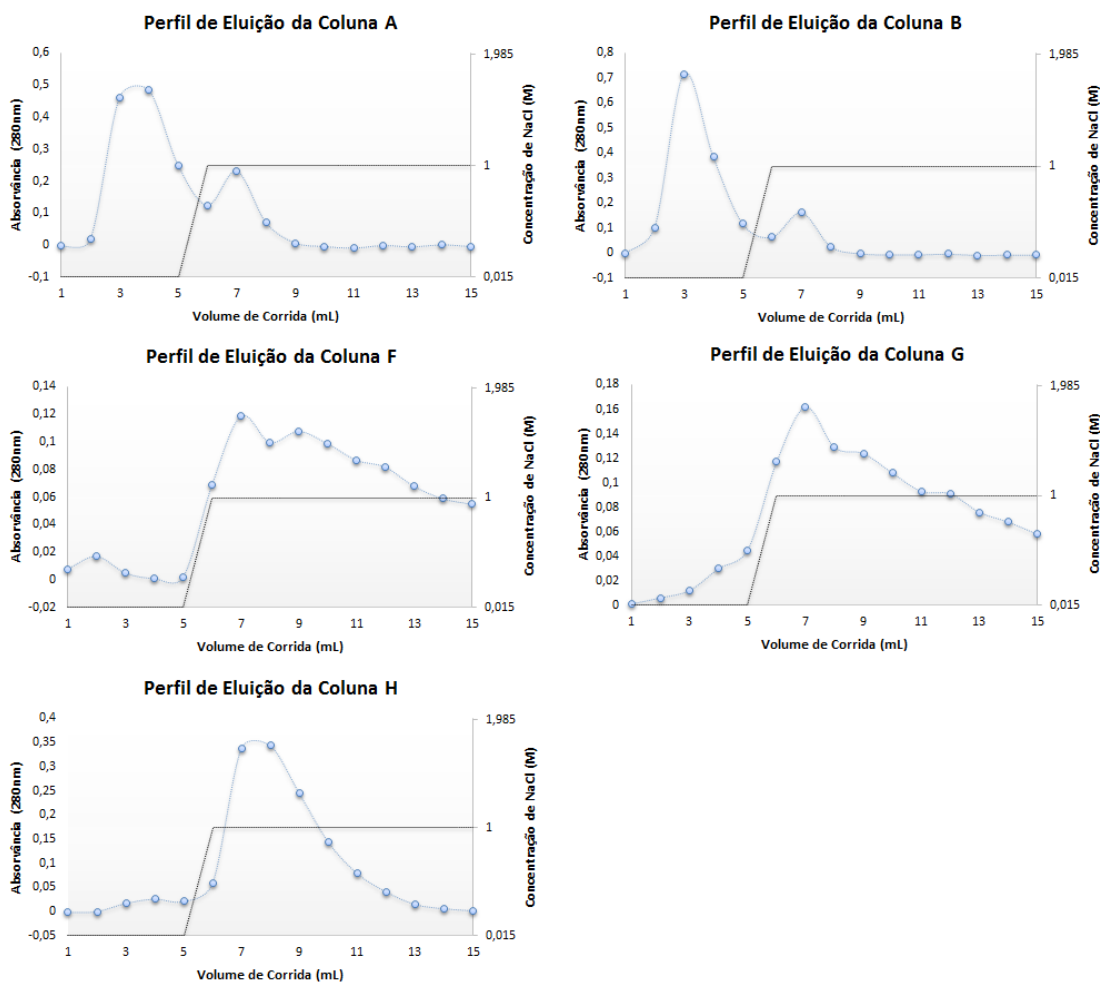 Perfil de Eluição da Coluna A
0,6
0,5
0,4
0,3
0,2
0,1
0
-0,1
Absorvância (280nm)
1,985
1
0,015
Concentração de NaCl (M)
1 3 5 7 9 11 13 15
Volume de Corrida (mL)
Perfil de Eluição da Coluna B
0,8
0,7
0,6
0,5
0,4
0,3
0,2
0,1
0
-0,1
Absorvância (280nm)
1,985
1
0,015
Concentração de NaCl (M)
1 3 5 7 9 11 13 15
Volume de Corrida (mL)
Perfil de Eluição da Coluna F
0,14
0,12
0,1
0,08
0,06
0,04
0,02
0
-0,02
Absorvância (280nm)
1,985
1
0,015
Concentração de NaCl (M)
1 3 5 7 9 11 13 15
Volume de Corrida (mL)
Perfil de Eluição da Coluna G
0,18
0,16
0,14
0,12
0,1
0,08
0,06
0,04
0,02
0
Absorvância (280nm)
1,985
1
0,015
Concentração de NaCl (M)
1 3 5 7 9 11 13 15
Volume de Corrida (mL)
Perfil de Eluição da Coluna H
0,4
0,35
0,3
0,25
0,2
0,15
0,1
0,05
0
-0,05
Absorvância (280nm)
1,985
1
0,015
Concentração de NaCl (M)
1 3 5 7 9 11 13 15
Volume de Corrida (mL)